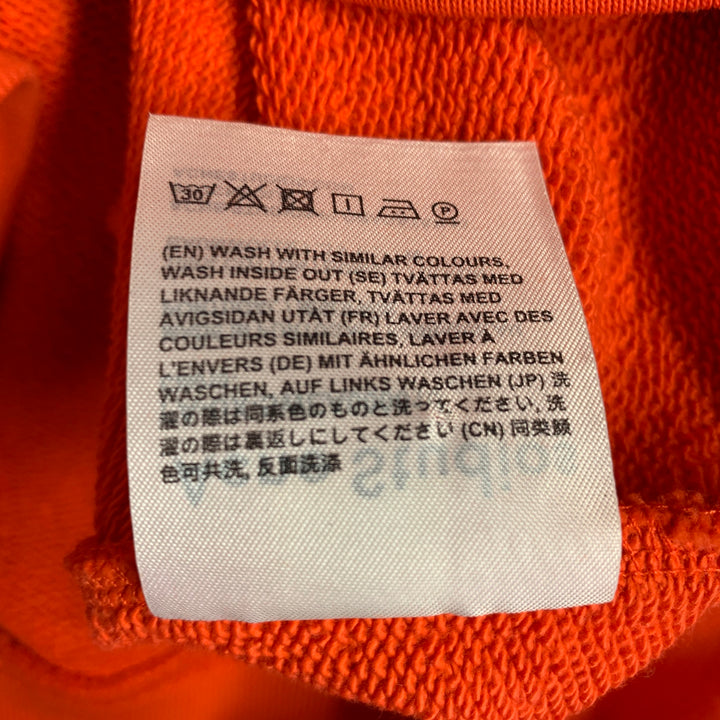 30 P
(EN) WASH WITH SIMILAR COLOURS,
WASH INSIDE OUT (SE) TVÄTTAS MED
LIKNANDE FÄRGER, TVÄTTAS MED
AVIGSIDAN UTÅT (FR) LAVER AVEC DES
COULEURS SIMILAIRES, LAVER À
L'ENVERS (DE) MIT ÄHNLICHEN FARBEN
WASCHEN, AUF LINKS WASCHEN (JP) 洗
濯の際は同系色のものと洗ってください, 洗
濯の際は裏返しにしてください (CN) 同类颜
色可共洗, 反面洗涤
Studios